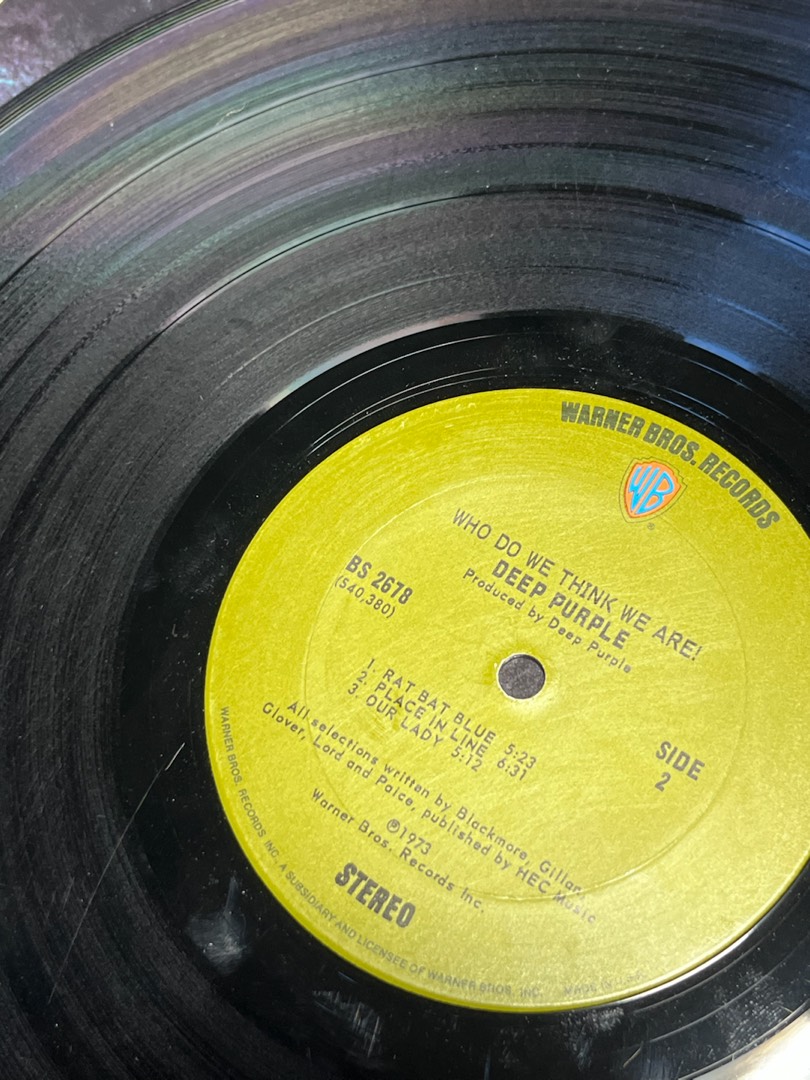 WARNER BROS. RECORDS
WB
®
WHO DO WE THINK WE ARE!
DEEP PURPLE
Produced by Deep Purple
BS 2678
(S40,380)
1. RAT BAT BLUE 5:23
2. PLACE IN LINE 6:31
3. OUR LADY 5:12
SIDE
2
All selections written by Blackmore, Gillan,
Glover, Lord and Paice, published by HEC Music
℗1973
Warner Bros. Records Inc.
STEREO
WARNER BROS. RECORDS INC. A SUBSIDIARY AND LICENSEE OF WARNER BROS. INC. MADE IN U.S.A.